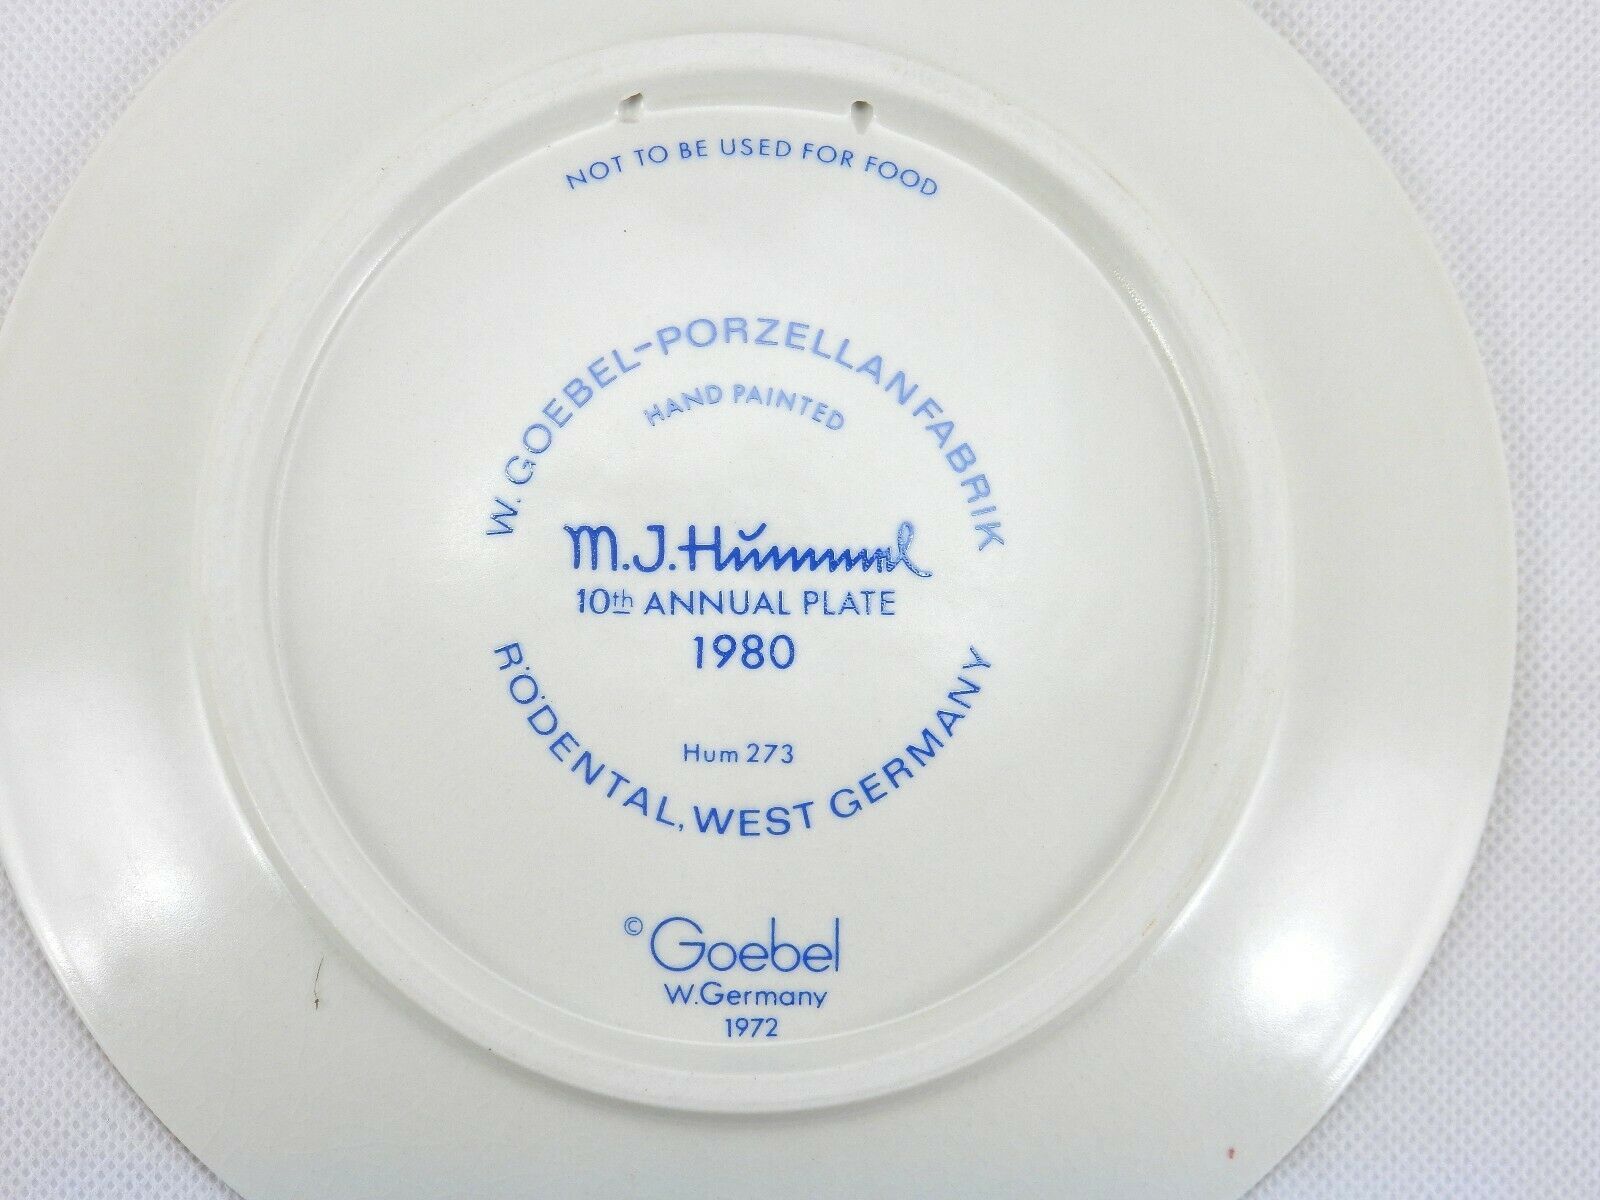 NOT TO BE USED FOR FOOD
W. GOEBEL-PORZELLANFABRIK
HAND PAINTED
M.J. Hummel
10th ANNUAL PLATE
1980
Hum 273
RÖDENTAL, WEST GERMANY
© Goebel
W. Germany
1972